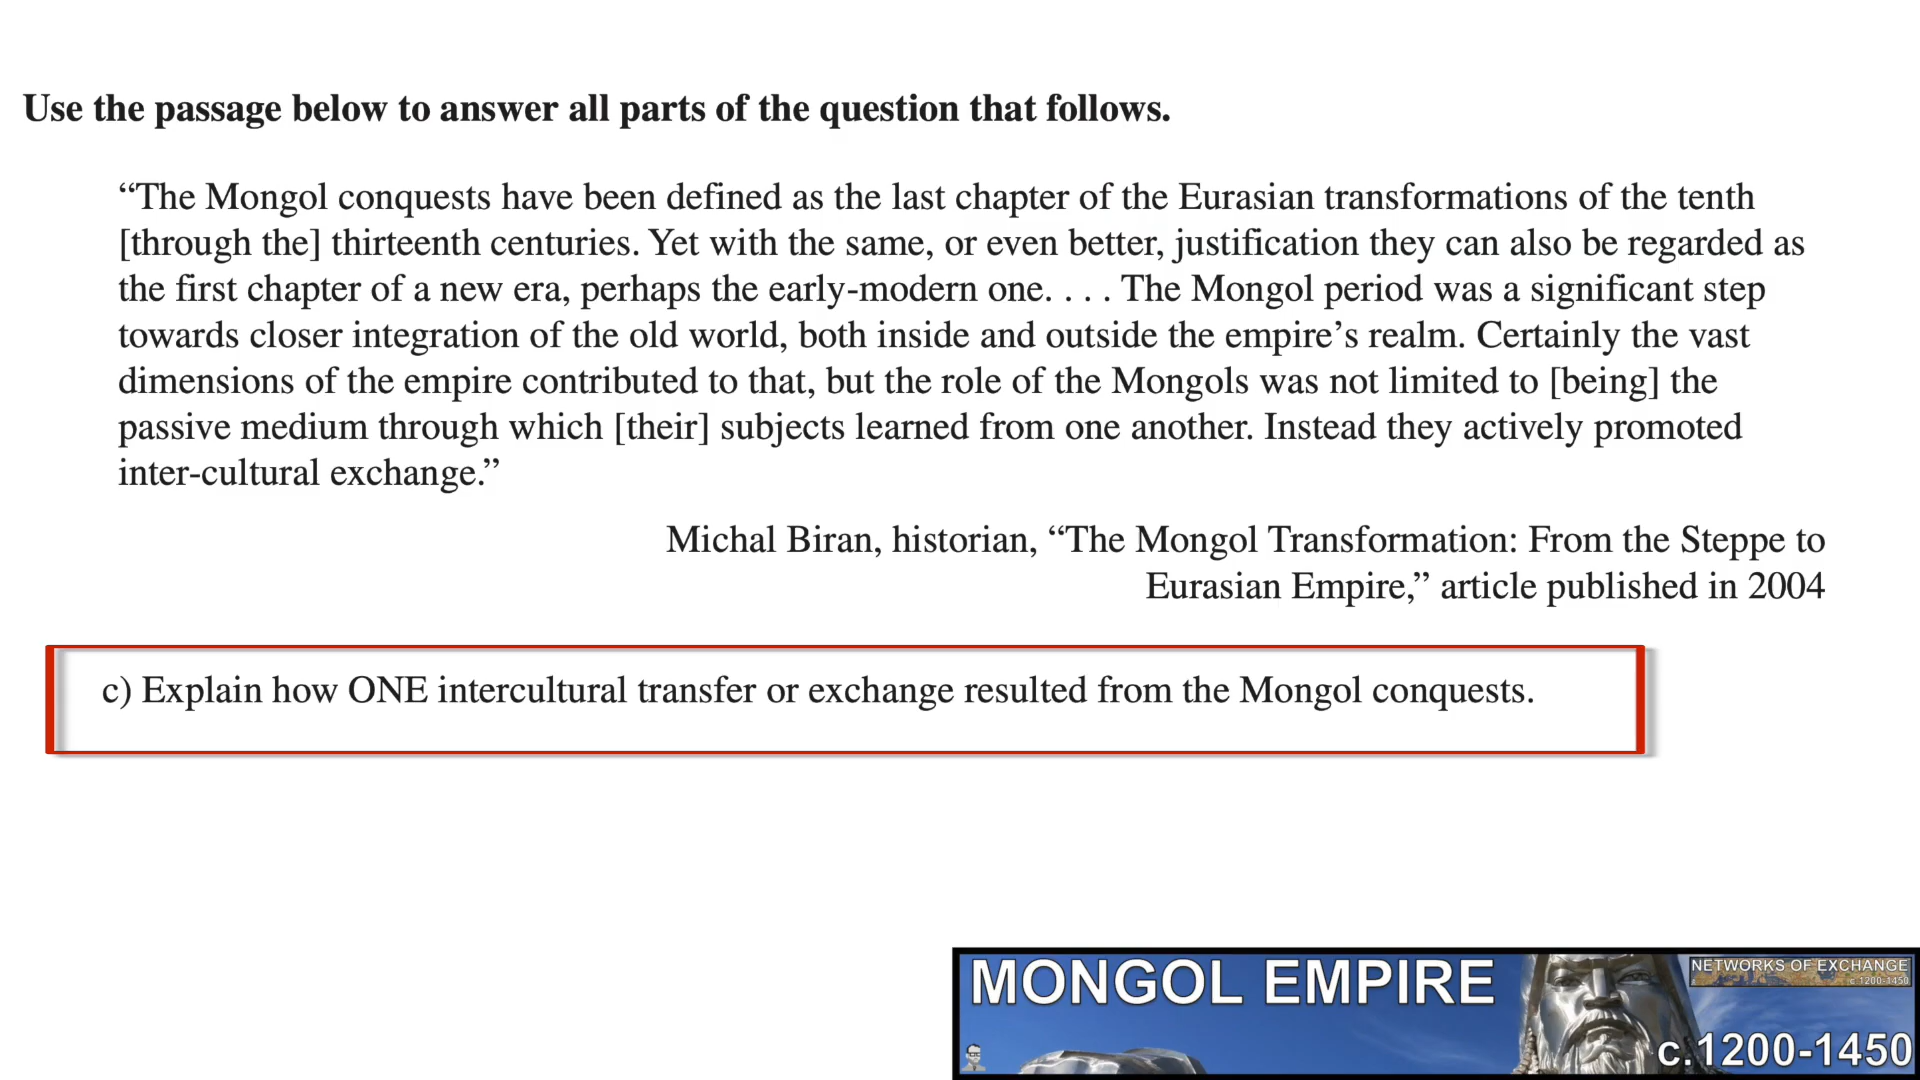 Use the passage below to answer all parts of the question that follows.
“The Mongol conquests have been defined as the last chapter of the Eurasian transformations of the tenth
[through the] thirteenth centuries. Yet with the same, or even better, justification they can also be regarded as
the first chapter of a new era, perhaps the early-modern one. . . . The Mongol period was a significant step
towards closer integration of the old world, both inside and outside the empire’s realm. Certainly the vast
dimensions of the empire contributed to that, but the role of the Mongols was not limited to [being] the
passive medium through which [their] subjects learned from one another. Instead they actively promoted
inter-cultural exchange.”
Michal Biran, historian, “The Mongol Transformation: From the Steppe to
Eurasian Empire,” article published in 2004
c) Explain how ONE intercultural transfer or exchange resulted from the Mongol conquests.
MONGOL EMPIRE
NETWORKS OF EXCHANGE
c.1200-1450
c.1200-1450